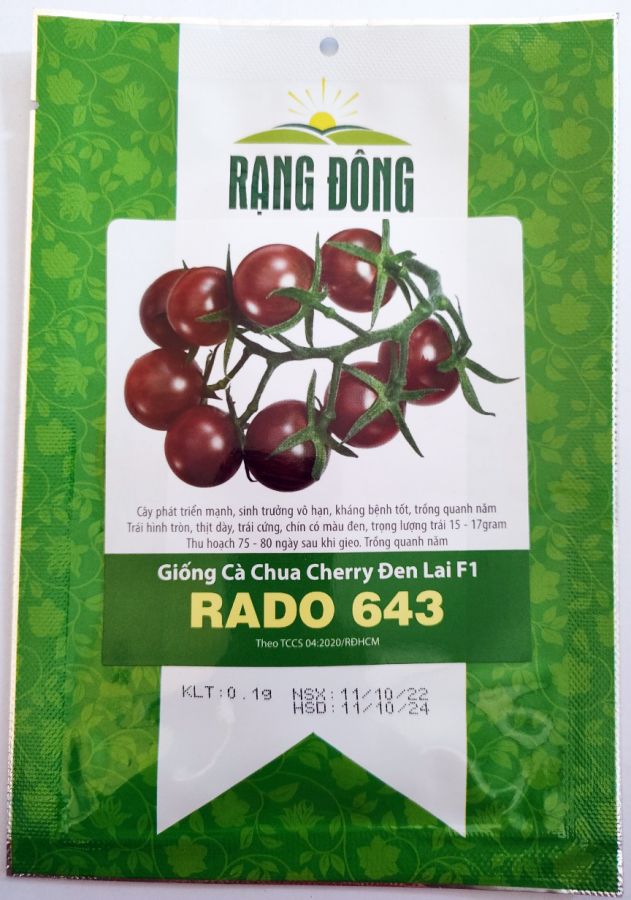 RẠNG ĐÔNG
Cây phát triển mạnh, sinh trưởng vô hạn, kháng bệnh tốt, trồng quanh năm
Trái hình tròn, thịt dày, trái cứng, chín có màu đen, trọng lượng trái 15 - 17gram
Thu hoạch 75 - 80 ngày sau khi gieo. Trồng quanh năm
Giống Cà Chua Cherry Đen Lai F1
RADO 643
Theo TCCS 04:2020/RĐHCM
KLT:0.1g NSX:11/10/22
HSD:11/10/24